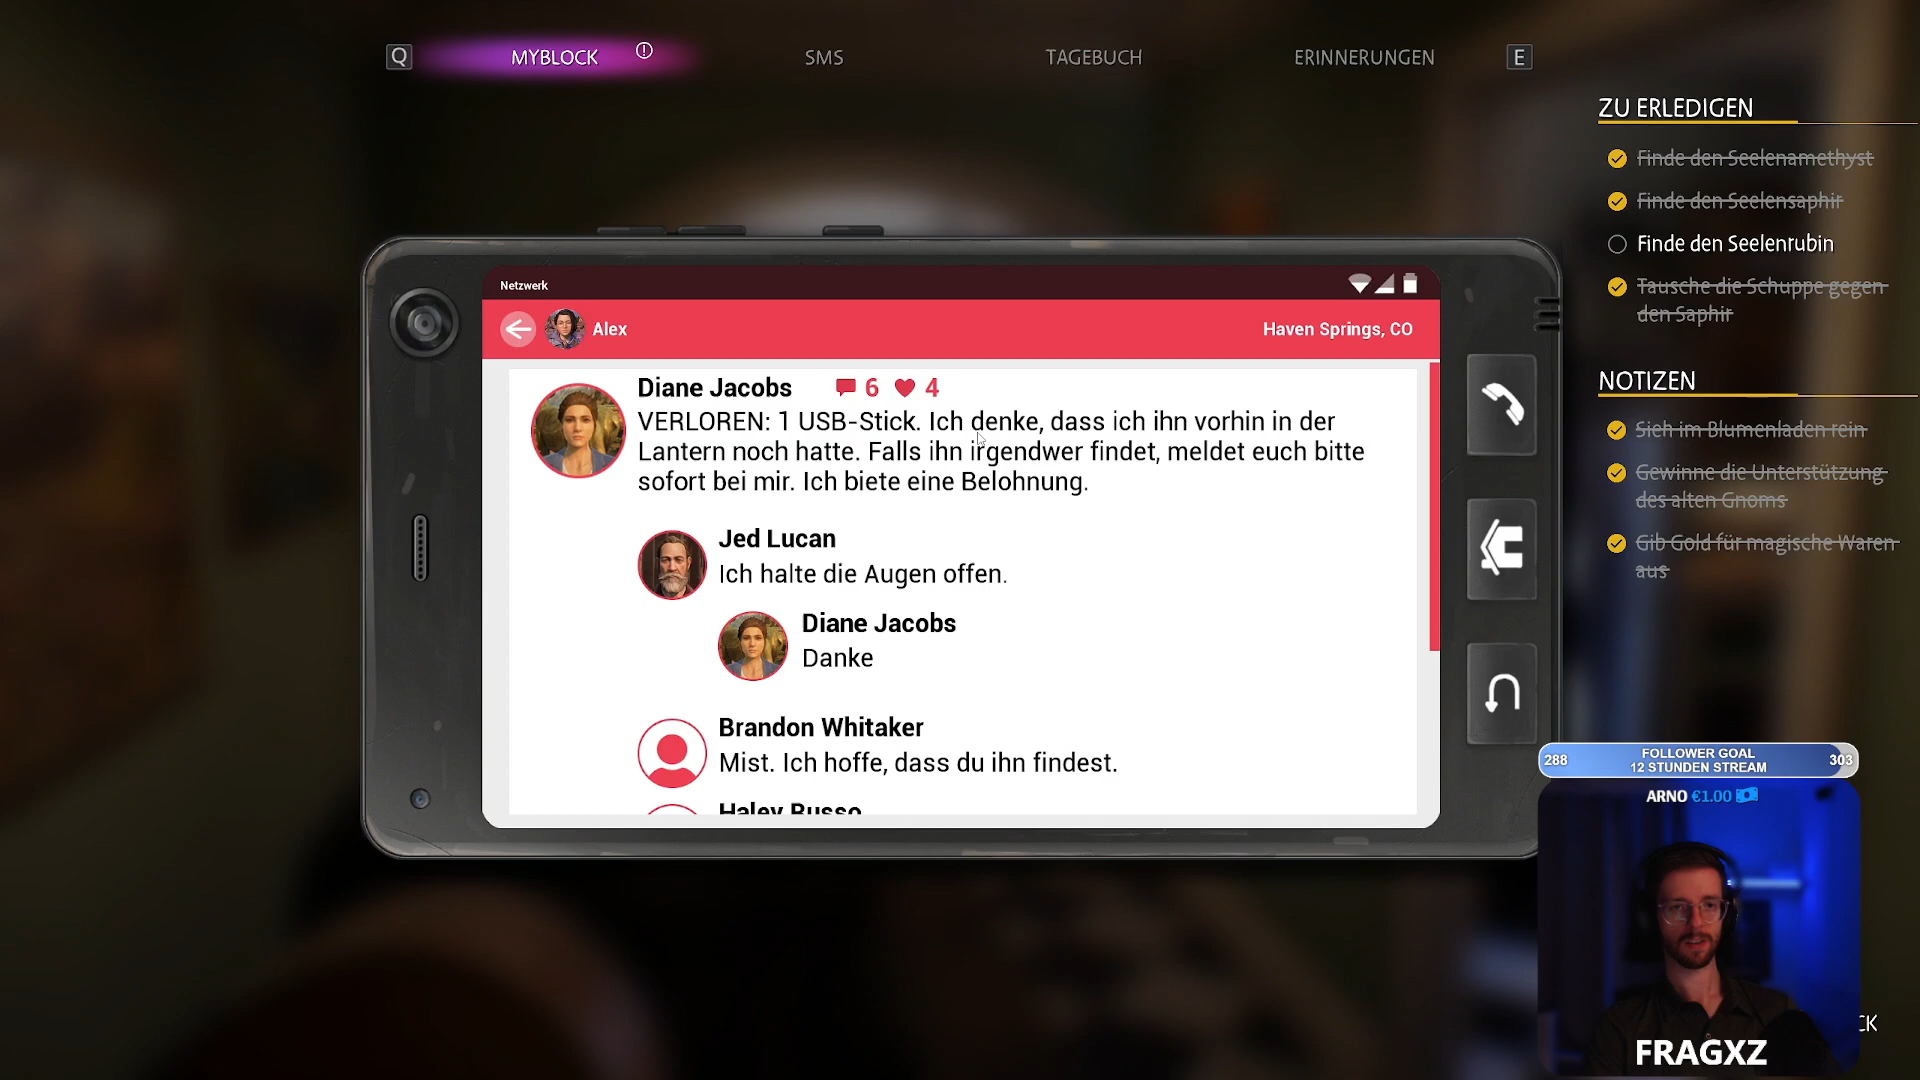 Q
MYBLOCK
SMS
TAGEBUCH
ERINNERUNGEN
E
ZU ERLEDIGEN
Finde den Seelenamethyst
Finde den Seelensaphir
Finde den Seelenrubin
Tausche die Schuppe gegen
den Saphir
NOTIZEN
Sieh im Blumenladen rein
Gewinne die Unterstützung
des alten Gnoms
Gib Gold für magische Waren
aus
Netzwerk
Alex
Haven Springs, CO
Diane Jacobs 6 4
VERLOREN: 1 USB-Stick. Ich denke, dass ich ihn vorhin in der
Lantern noch hatte. Falls ihn irgendwer findet, meldet euch bitte
sofort bei mir. Ich biete eine Belohnung.
Jed Lucan
Ich halte die Augen offen.
Diane Jacobs
Danke
Brandon Whitaker
Mist. Ich hoffe, dass du ihn findest.
Haley Russo
288
FOLLOWER GOAL
12 STUNDEN STREAM
303
ARNO €1.00
FRAGXZ